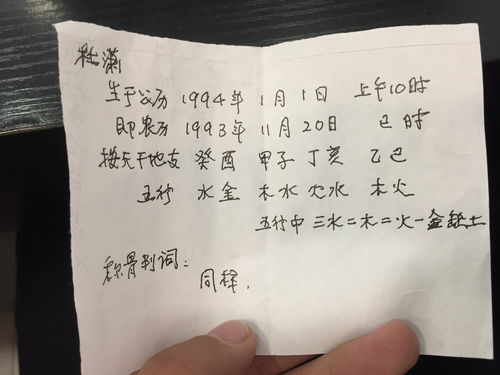 杜潇
生于公历 1994年 1月1日 上午10时
即农历 1993年 11月20日 巳时
按天干地支 癸酉 甲子 丁亥 乙巳
五行 水金 木水 火水 木火
五行中 三水二木二火一金缺土
称骨判词:
同样.